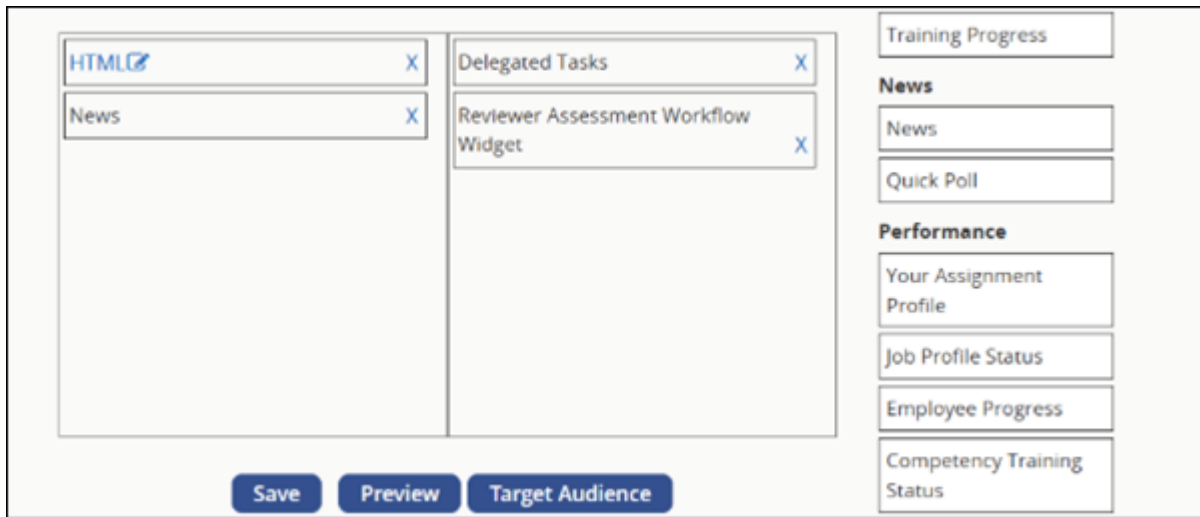 HTML X
News X
Delegated Tasks X
Reviewer Assessment Workflow
Widget X
Training Progress
News
News
Quick Poll
Performance
Your Assignment
Profile
Job Profile Status
Employee Progress
Competency Training
Status
Save Preview Target Audience